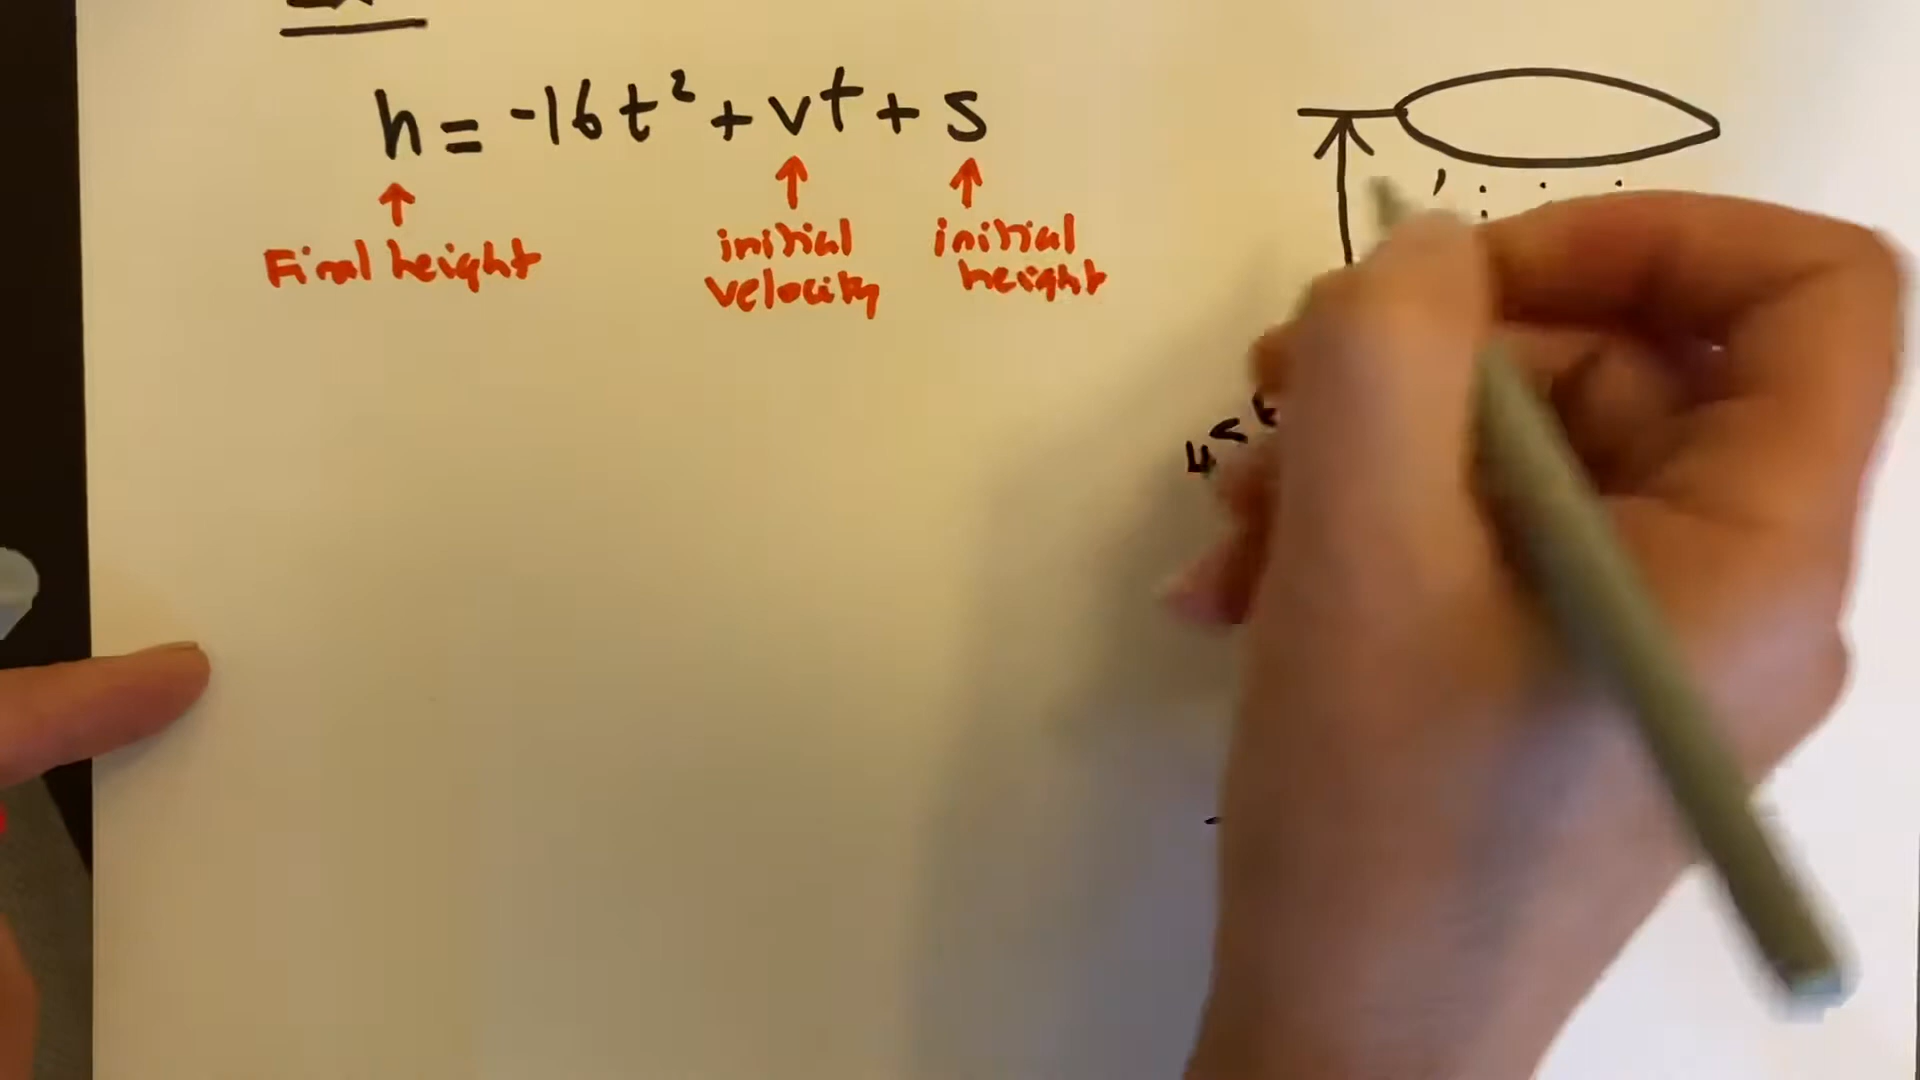 h = -16t² + vt + s
Final height
initial
velocity
initial
height